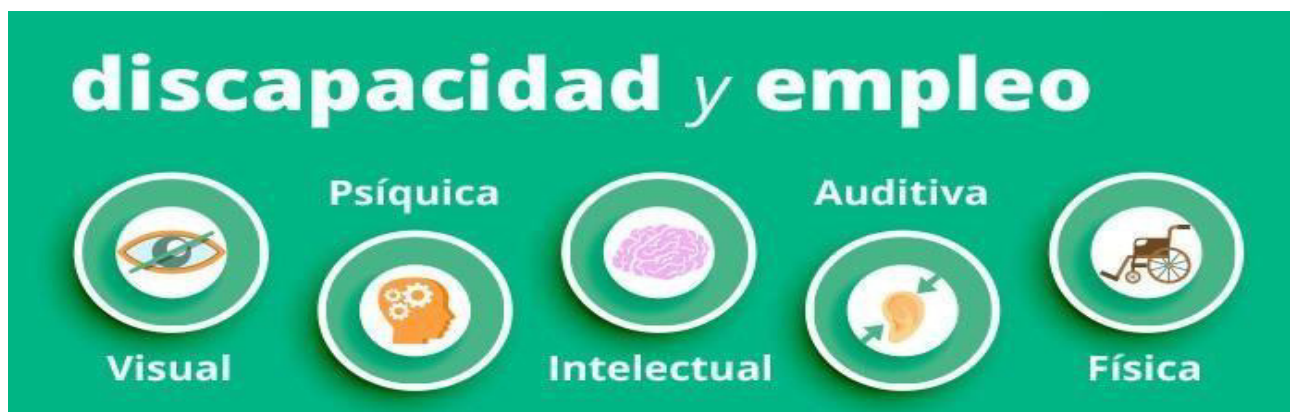 discapacidad y empleo
Psíquica
Auditiva
Visual
Intelectual
Física